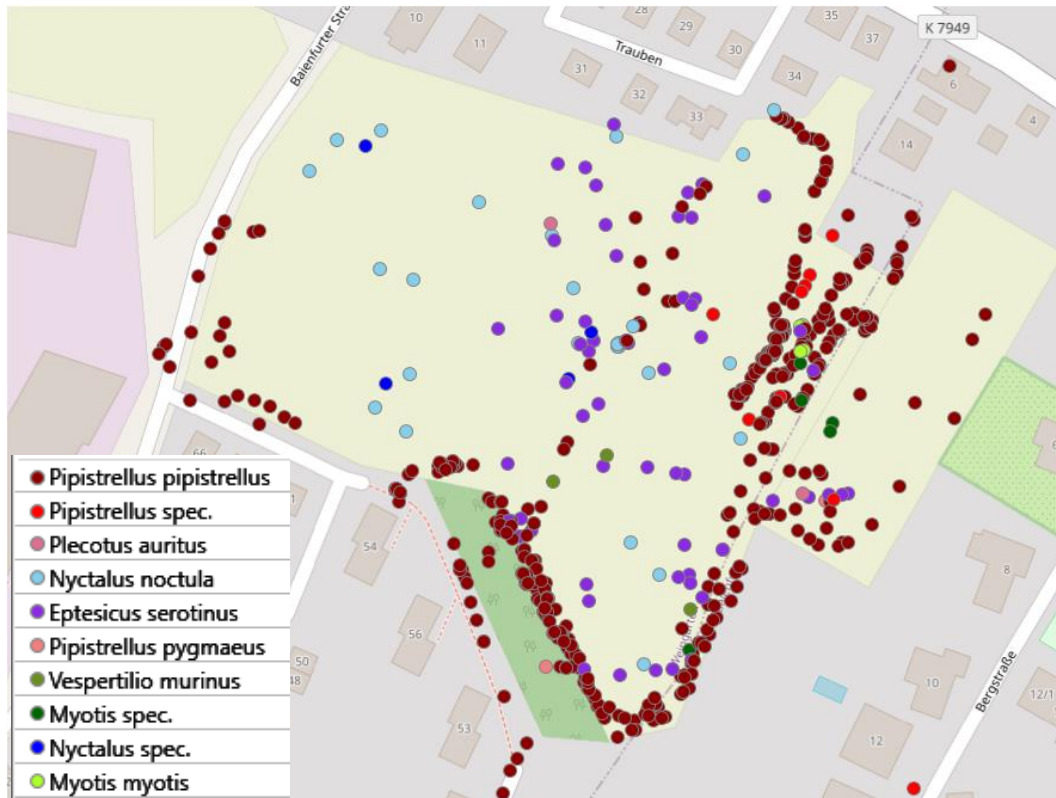 Baienfurter Stra
10
11
28
29
30
31
32
33
34
35
37
Trauben
K 7949
6
4
14
66
54
56
50
48
53
8
10
12
12/1
Bergstraße
Weingarte
Pipistrellus pipistrellus
Pipistrellus spec.
Plecotus auritus
Nyctalus noctula
Eptesicus serotinus
Pipistrellus pygmaeus
Vespertilio murinus
Myotis spec.
Nyctalus spec.
Myotis myotis